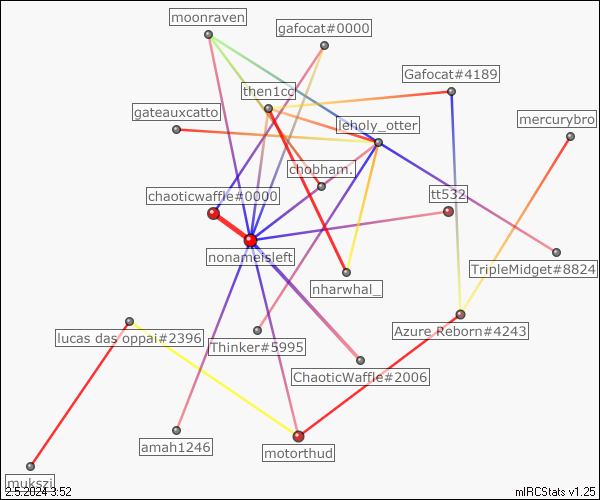 moonraven
gafocat#0000
Gafocat#4189
then1cc
gateauxcatto
leholy_otter
mercurybro
chobham.
chaoticwaffle#0000
tt532
nonameisleft
TripleMidget#8824
nharwhal_
lucas das oppai#2396
Thinker#5995
Azure Reborn#4243
ChaoticWaffle#2006
amah1246
motorthud
mukszi
2.5.2024 3:52
mIRCStats v1.25